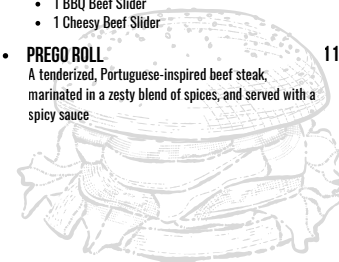 1 BBQ Beef Slider
1 Cheesy Beef Slider
PREGO ROLL 11
A tenderized, Portuguese-inspired beef steak,
marinated in a zesty blend of spices, and served with a
spicy sauce